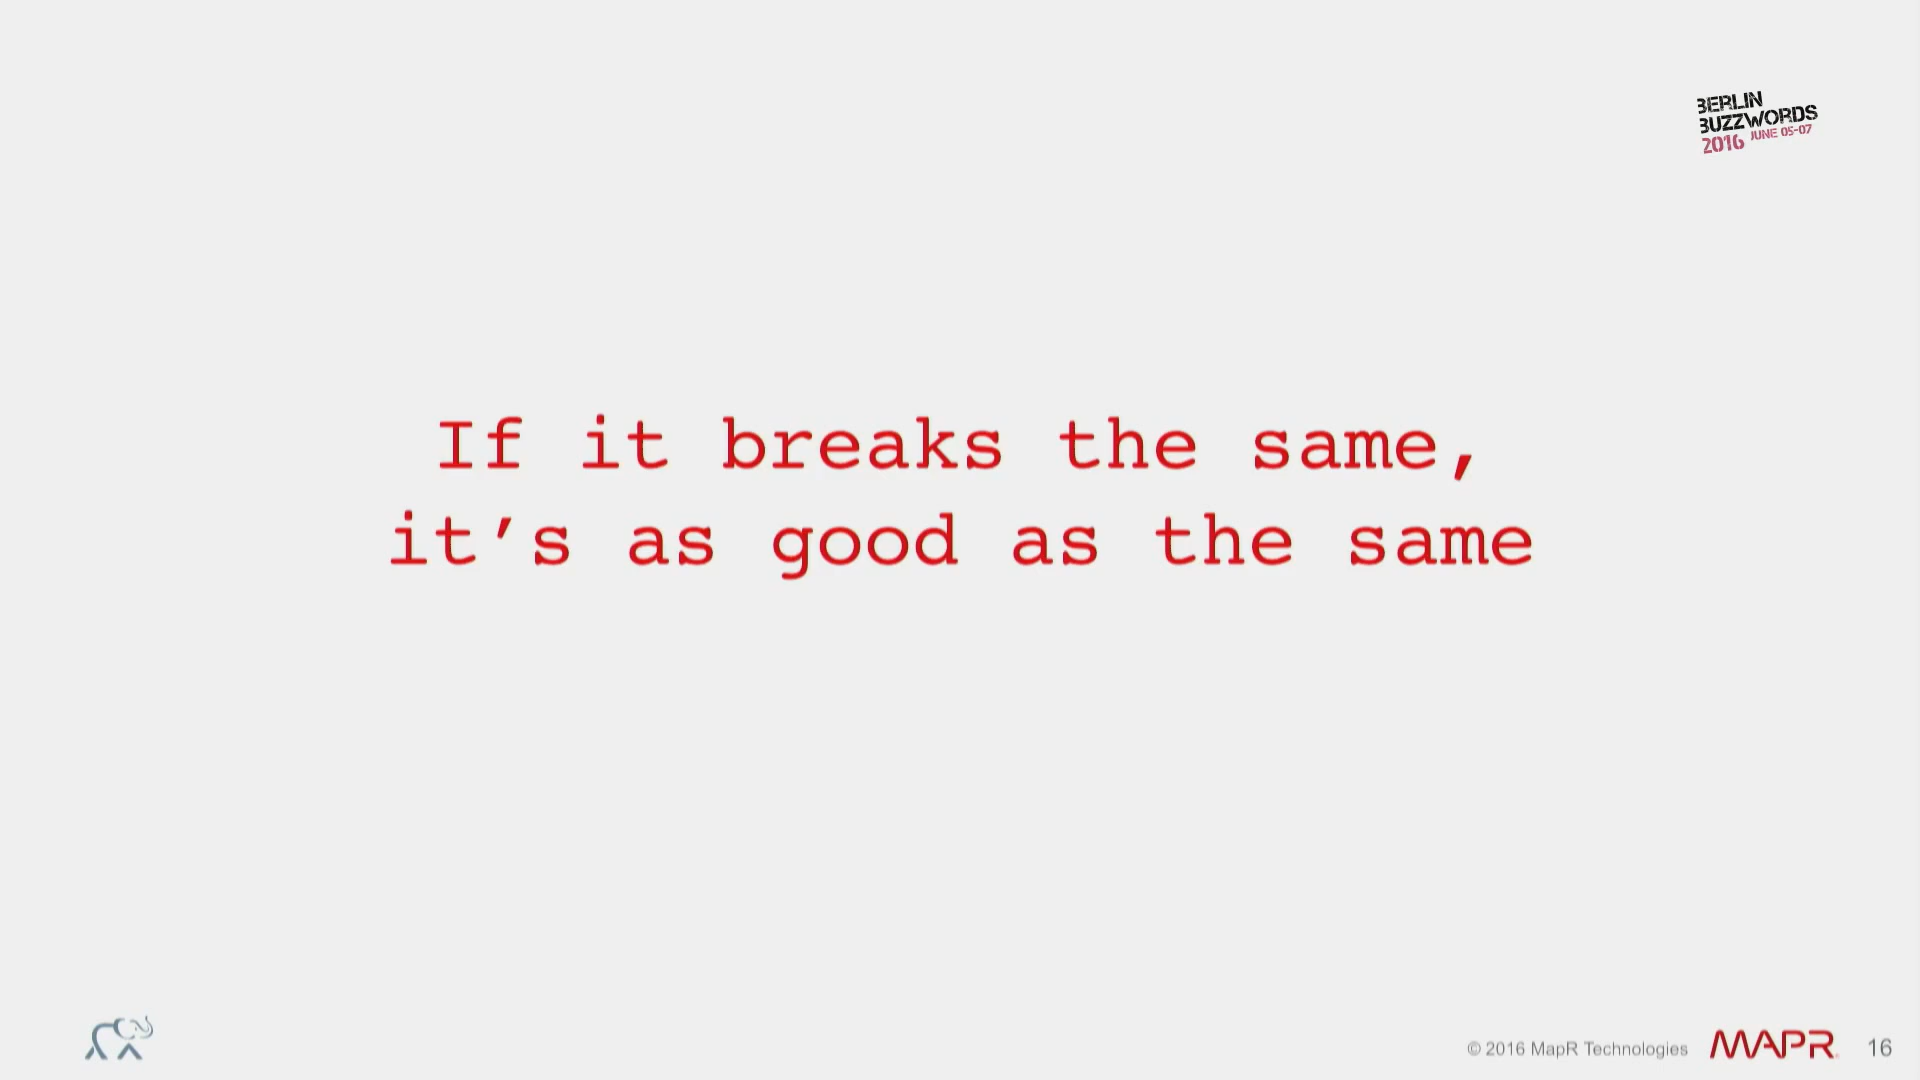 BERLIN
BUZZWORDS
2016 JUNE 05-07
If it breaks the same,
it’s as good as the same
© 2016 MapR Technologies MAPR 16